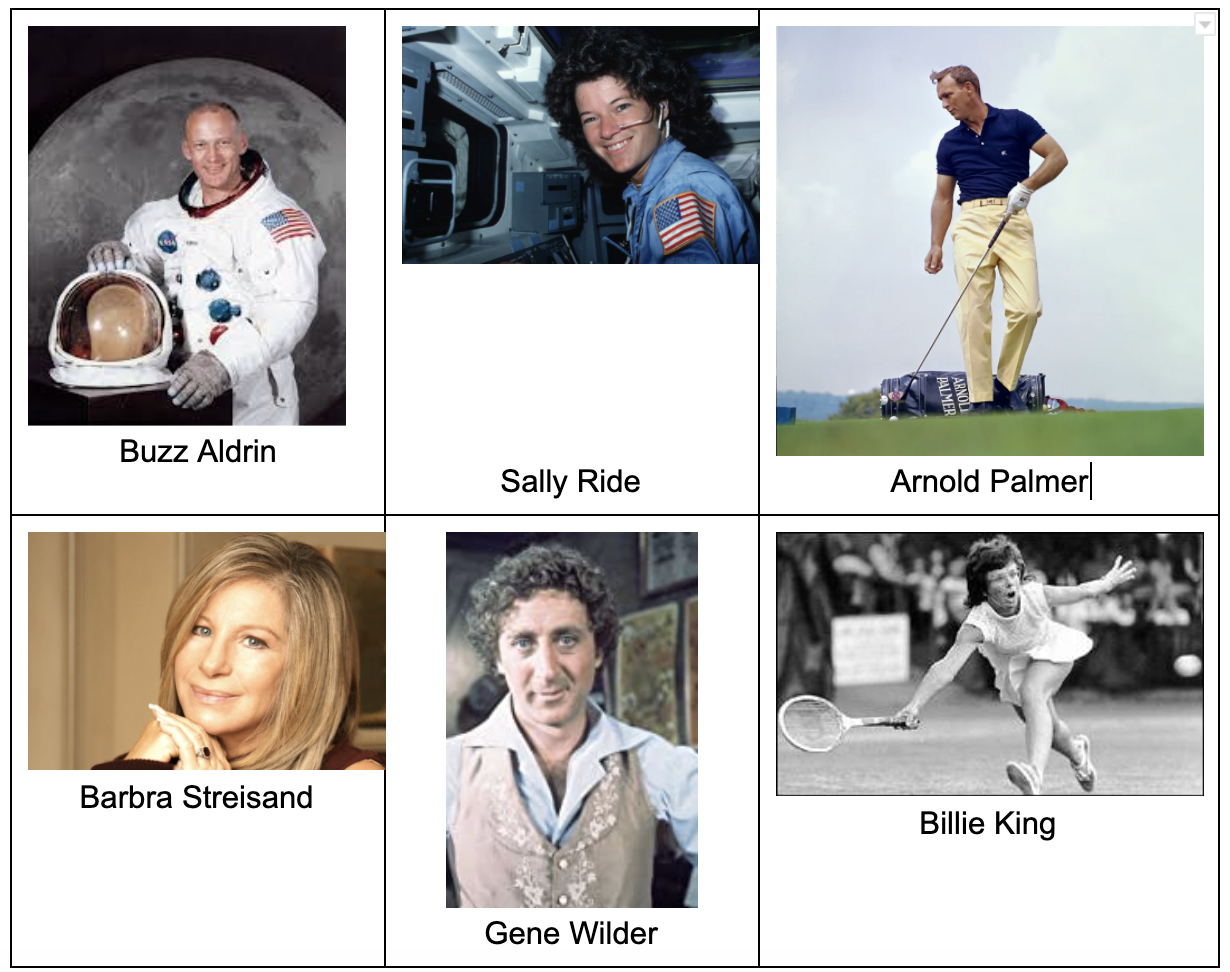 NASA
Buzz Aldrin
Sally Ride
ARNOLD
PALMER
Arnold Palmer
Barbra Streisand
Gene Wilder
Billie King